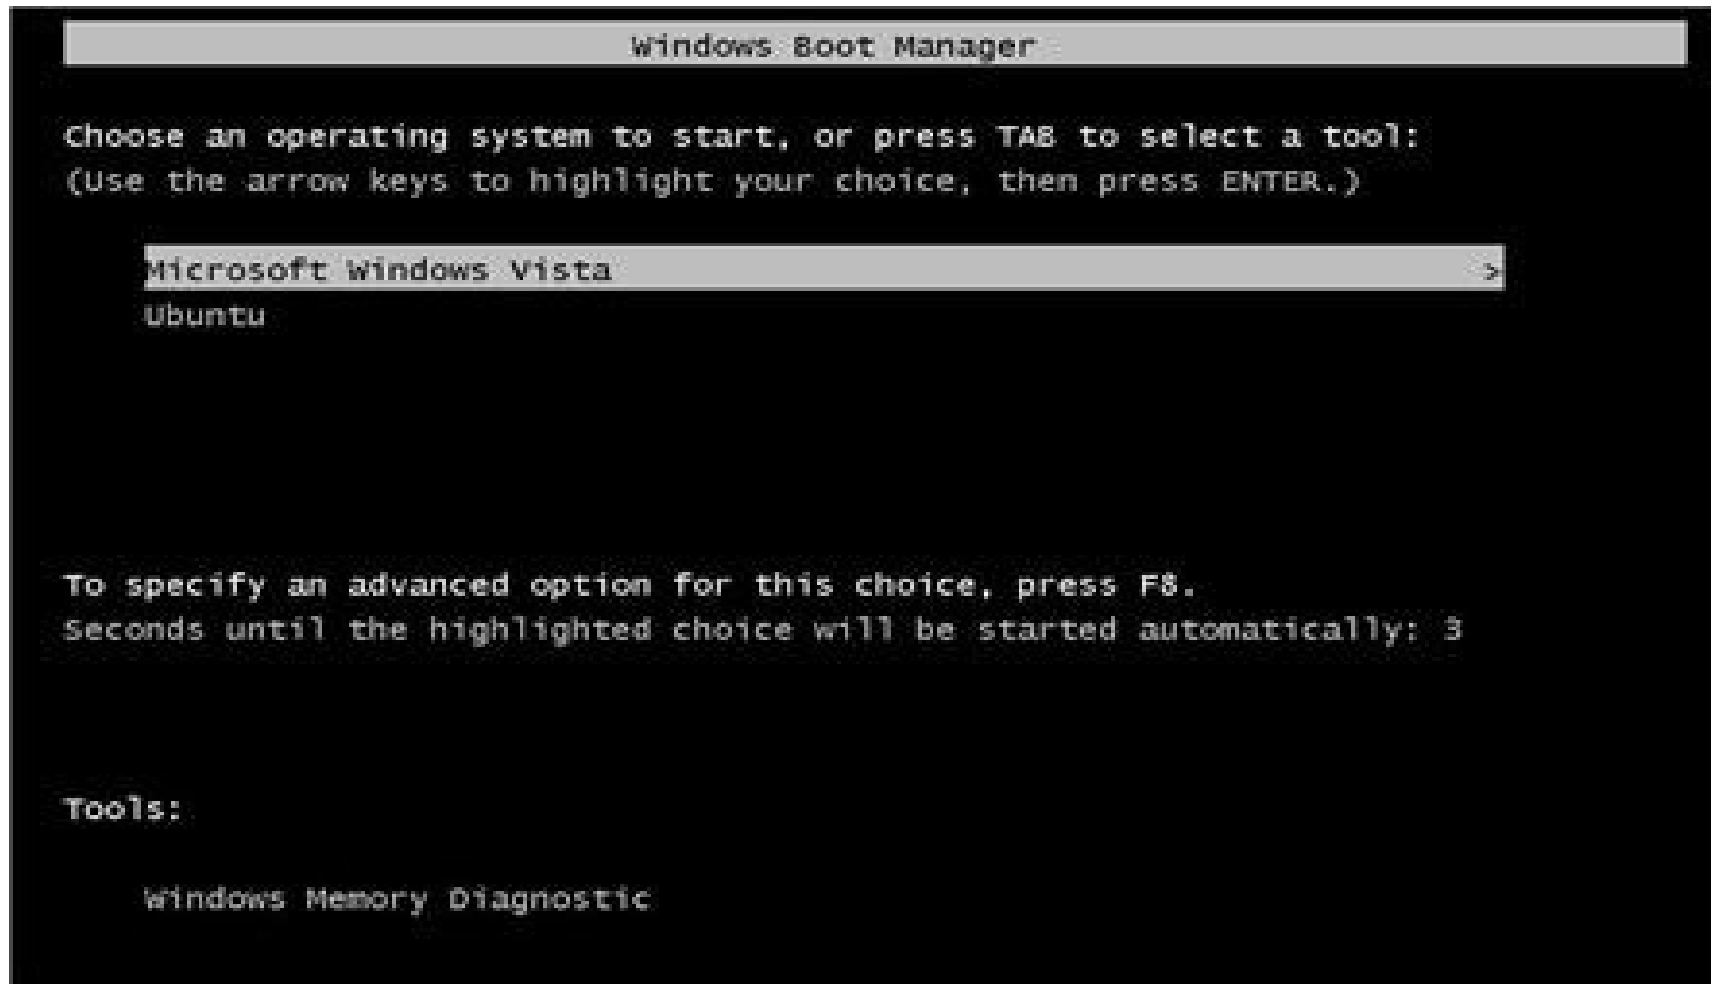 Windows Boot Manager
Choose an operating system to start, or press TAB to select a tool:
(Use the arrow keys to highlight your choice, then press ENTER.)
Microsoft Windows Vista >
Ubuntu
To specify an advanced option for this choice, press F8.
Seconds until the highlighted choice will be started automatically: 3
Tools:
Windows Memory Diagnostic